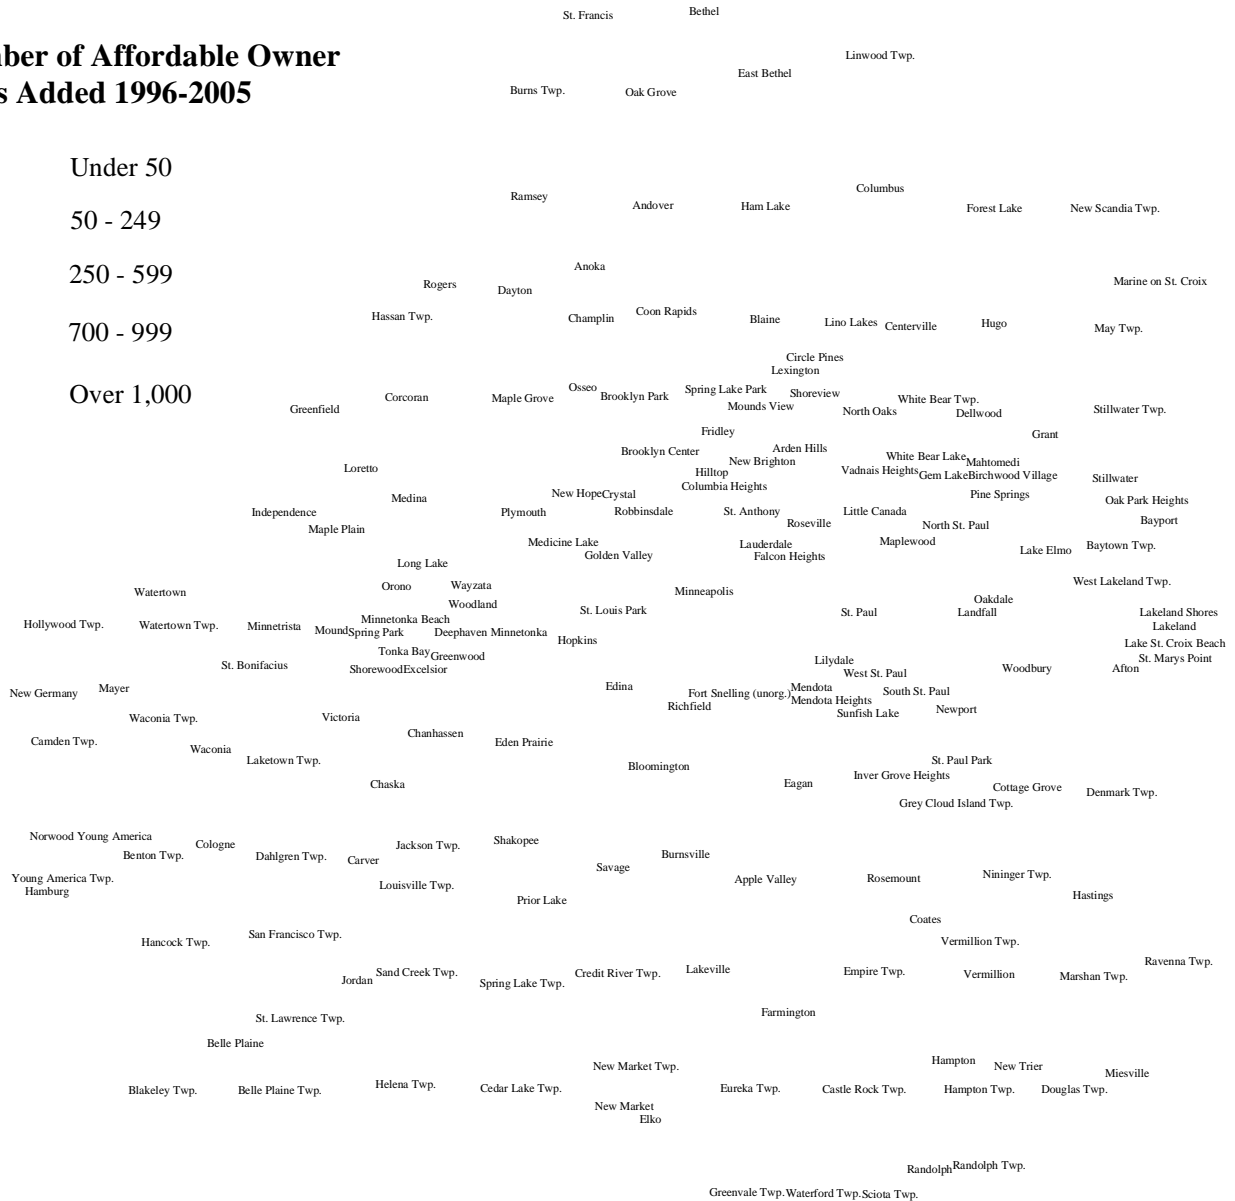 St. Francis
Bethel
ber of Affordable Owner
s Added 1996-2005
Linwood Twp.
East Bethel
Burns Twp.
Oak Grove
Under 50
50 - 249
250 - 599
700 - 999
Over 1,000
Columbus
Ramsey
Andover
Ham Lake
Forest Lake
New Scandia Twp.
Anoka
Rogers
Dayton
Marine on St. Croix
Hassan Twp.
Champlin
Coon Rapids
Blaine
Lino Lakes
Centerville
Hugo
May Twp.
Circle Pines
Lexington
Greenfield
Corcoran
Maple Grove
Osseo
Brooklyn Park
Spring Lake Park
Shoreview
Mounds View
North Oaks
White Bear Twp.
Dellwood
Stillwater Twp.
Fridley
Grant
Brooklyn Center
Arden Hills
New Brighton
Hilltop
Columbia Heights
Vadnais Heights
White Bear Lake
Mahtomedi
Gem Lake
Birchwood Village
Stillwater
Loretto
Medina
New Hope
Crystal
Pine Springs
Oak Park Heights
Independence
Maple Plain
Plymouth
Robbinsdale
St. Anthony
Roseville
Little Canada
North St. Paul
Bayport
Medicine Lake
Golden Valley
Lauderdale
Falcon Heights
Maplewood
Lake Elmo
Baytown Twp.
Long Lake
Orono
Wayzata
Woodland
Minneapolis
West Lakeland Twp.
Watertown
Oakdale
Landfall
St. Louis Park
St. Paul
Lakeland Shores
Lakeland
Hollywood Twp.
Watertown Twp.
Minnetrista
Mound
Spring Park
Minnetonka Beach
Deephaven
Minnetonka
Hopkins
Lake St. Croix Beach
St. Marys Point
Tonka Bay
Greenwood
St. Bonifacius
Shorewood
Excelsior
Lilydale
West St. Paul
Woodbury
Afton
New Germany
Mayer
Edina
Fort Snelling (unorg.)
Richfield
Mendota
Mendota Heights
South St. Paul
Sunfish Lake
Newport
Waconia Twp.
Victoria
Chanhassen
Eden Prairie
Camden Twp.
Waconia
Laketown Twp.
Bloomington
St. Paul Park
Inver Grove Heights
Chaska
Eagan
Cottage Grove
Grey Cloud Island Twp.
Denmark Twp.
Norwood Young America
Benton Twp.
Cologne
Dahlgren Twp.
Carver
Jackson Twp.
Shakopee
Savage
Burnsville
Young America Twp.
Hamburg
Louisville Twp.
Prior Lake
Apple Valley
Rosemount
Nininger Twp.
Hastings
Coates
Hancock Twp.
San Francisco Twp.
Vermillion Twp.
Jordan
Sand Creek Twp.
Spring Lake Twp.
Credit River Twp.
Lakeville
Empire Twp.
Vermillion
Marshan Twp.
Ravenna Twp.
St. Lawrence Twp.
Farmington
Belle Plaine
Blakeley Twp.
Belle Plaine Twp.
Helena Twp.
Cedar Lake Twp.
New Market Twp.
Eureka Twp.
Castle Rock Twp.
Hampton
Hampton Twp.
New Trier
Douglas Twp.
Miesville
New Market
Elko
Randolph
Randolph Twp.
Greenvale Twp.
Waterford Twp.
Sciota Twp.